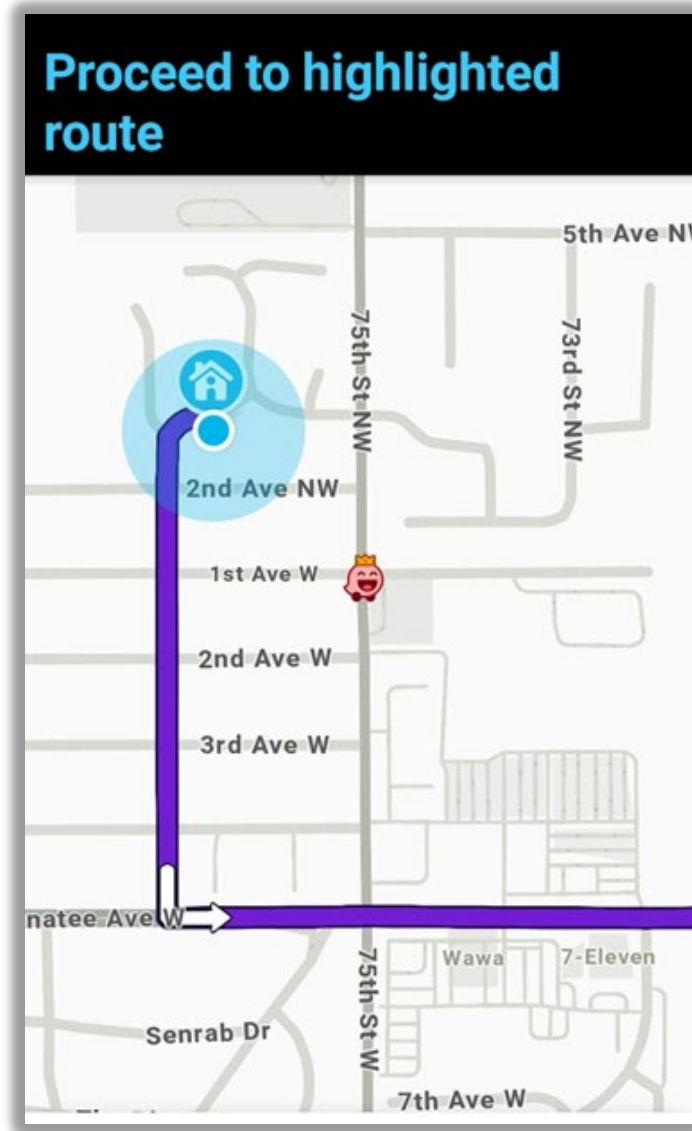 Proceed to highlighted
route
5th Ave NW
75th St NW
73rd St NW
2nd Ave NW
1st Ave W
2nd Ave W
3rd Ave W
natee Ave W
Wawa
7-Eleven
75th St W
Senrab Dr
7th Ave W